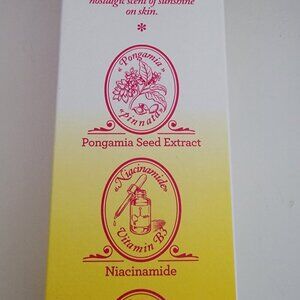 nostalgic scent of sunshine
on skin.
*
«Pongamia»
pinnata»
Pongamia Seed Extract
«Niacinamide»
Vitamin B3
Niacinamide